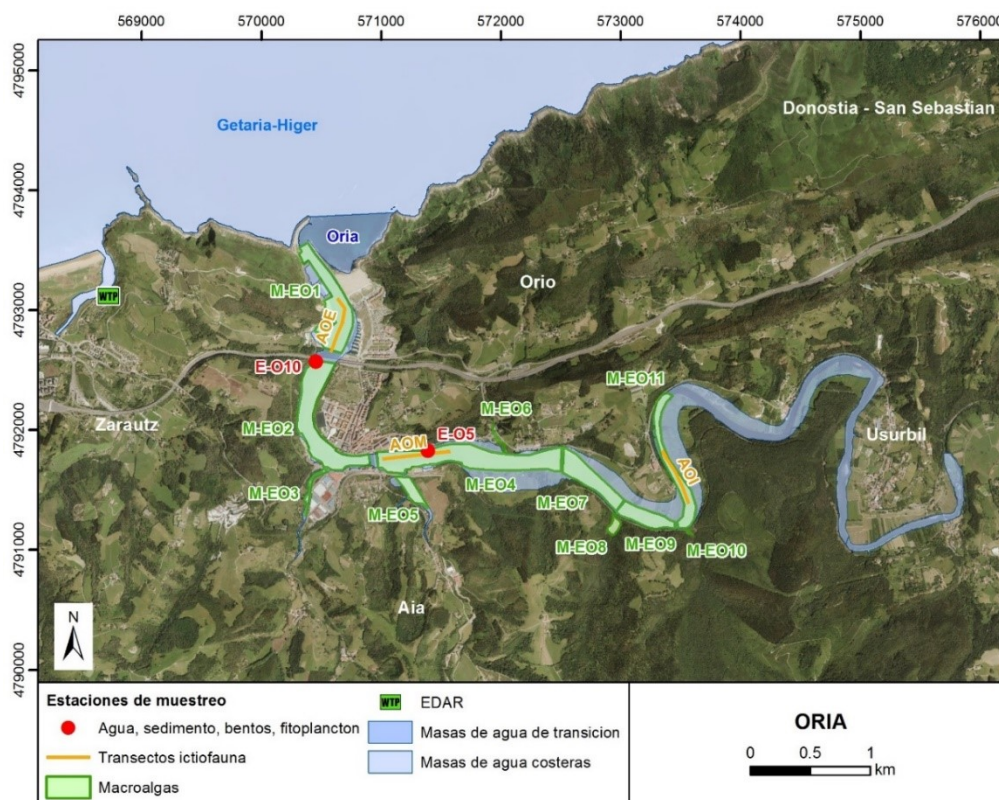 569000 570000 571000 572000 573000 574000 575000 576000
4795000
Donostia - San Sebastian
Getaria-Higer
4794000
Oria
Orio
M-EO1
WTP
4793000
AOE
E-O10
M-EO11
M-EO6
4792000
Zarautz
M-EO2
AOM
E-O5
Usurbil
AOI
M-EO3
M-EO4
M-EO5
M-EO7
M-EO8
M-EO9
M-EO10
4791000
Aia
N
4790000
Estaciones de muestreo
Agua, sedimento, bentos, fitoplancton
Transectos ictiofauna
Macroalgas
WTP EDAR
Masas de agua de transicion
Masas de agua costeras
ORIA
0 0.5 1
km